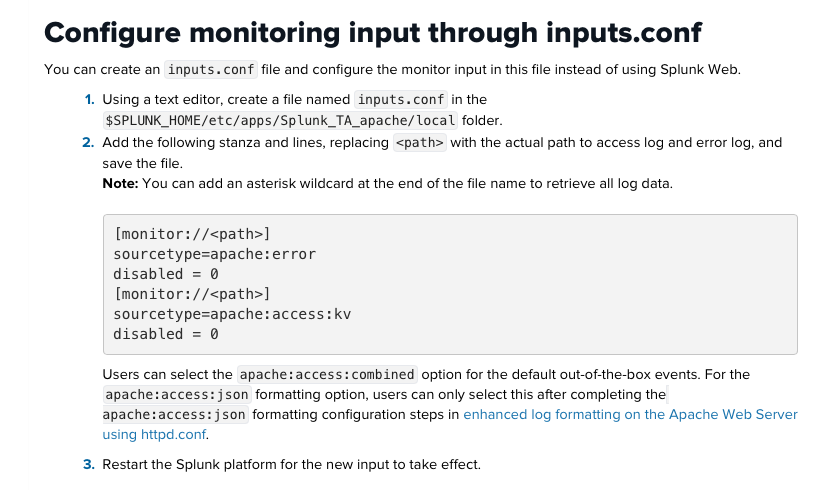 Configure monitoring input through inputs.conf
You can create an inputs.conf file and configure the monitor input in this file instead of using Splunk Web.
1. Using a text editor, create a file named inputs.conf in the
$SPLUNK_HOME/etc/apps/Splunk_TA_apache/local folder.
2. Add the following stanza and lines, replacing <path> with the actual path to access log and error log, and
save the file.
Note: You can add an asterisk wildcard at the end of the file name to retrieve all log data.
[monitor://<path>]
sourcetype=apache:error
disabled = 0
[monitor://<path>]
sourcetype=apache:access:kv
disabled = 0
Users can select the apache:access:combined option for the default out-of-the-box events. For the
apache:access:json formatting option, users can only select this after completing the
apache:access:json formatting configuration steps in enhanced log formatting on the Apache Web Server
using httpd.conf.
3. Restart the Splunk platform for the new input to take effect.